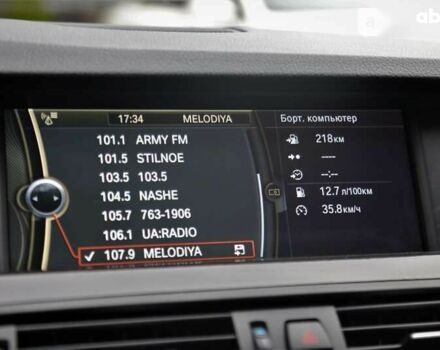 17:34 MELODIYA
101.1 ARMY FM
101.5 STILNOE
103.5 103.5
104.5 NASHE
105.7 763-1906
106.1 UA:RADIO
107.9 MELODIYA
Борт. компьютер
218км
----
--:--
12.7 л/100км
35.8км/ч